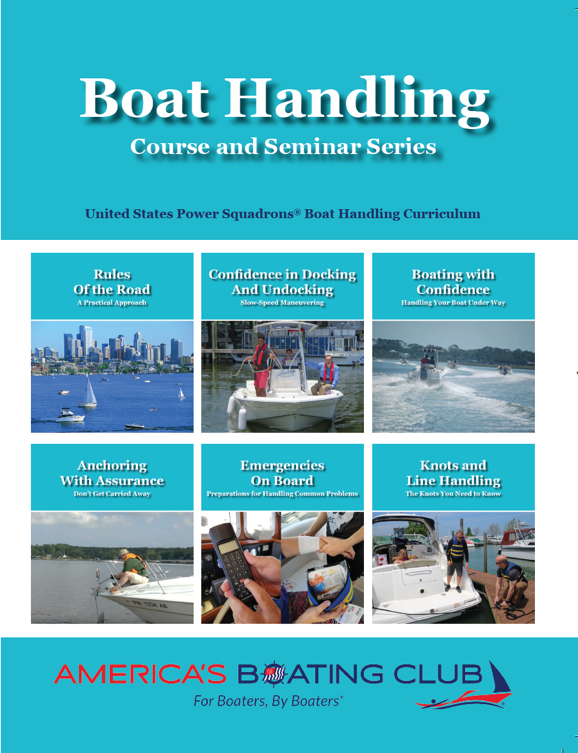 Boat Handling
Course and Seminar Series
United States Power Squadrons® Boat Handling Curriculum
Rules
Of the Road
A Practical Approach
Confidence in Docking
And Undocking
Slow-Speed Maneuvering
Boating with
Confidence
Handling Your Boat Under Way
Anchoring
With Assurance
Don't Get Carried Away
Emergencies
On Board
Preparations for Handling Common Problems
Knots and
Line Handling
The Knots You Need to Know
AMERICA'S BOATING CLUB
For Boaters, By Boaters